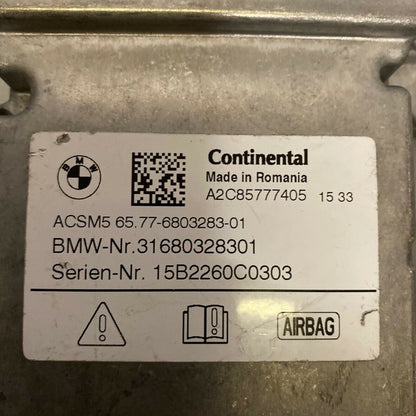 BMW
Continental
Made in Romania
A2C85777405 15 33
ACSM5 65.77-6803283-01
BMW-Nr.31680328301
Serien-Nr. 15B2260C0303
AIRBAG